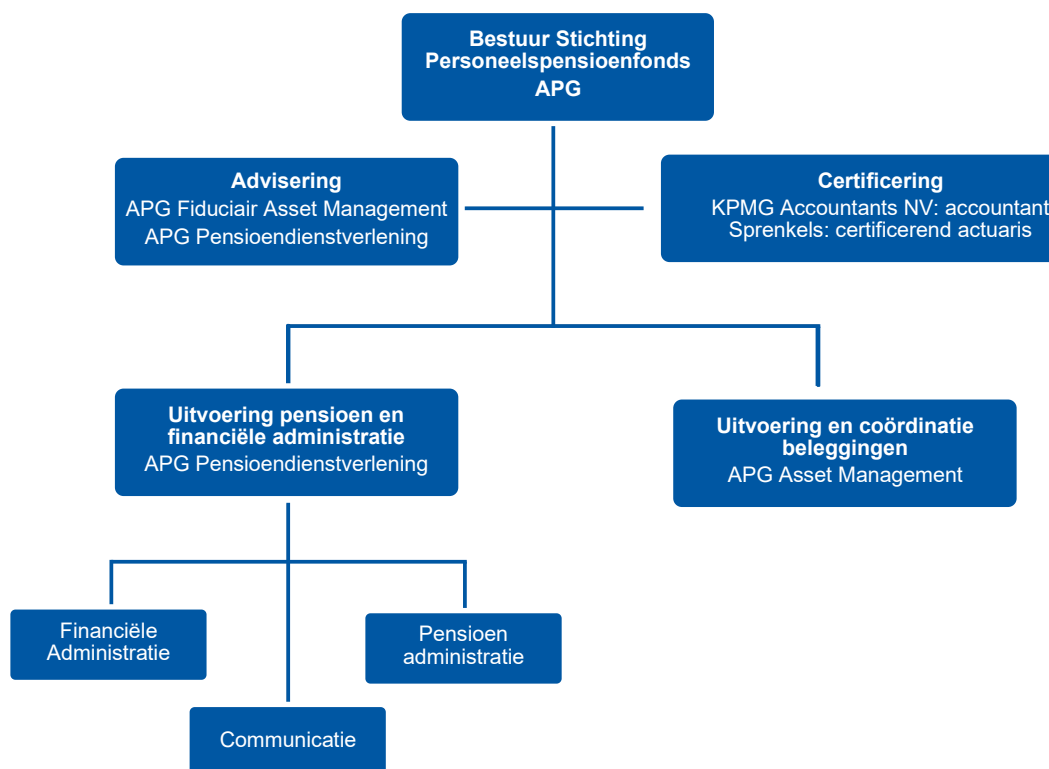 Bestuur Stichting
Personeelspensioenfonds
APG
Advisering
APG Fiduciair Asset Management
APG Pensioendienstverlening
Certificering
KPMG Accountants NV: accountant
Sprenkels: certificerend actuaris
Uitvoering pensioen en
financiële administratie
APG Pensioendienstverlening
Uitvoering en coördinatie
beleggingen
APG Asset Management
Financiële
Administratie
Pensioen
administratie
Communicatie